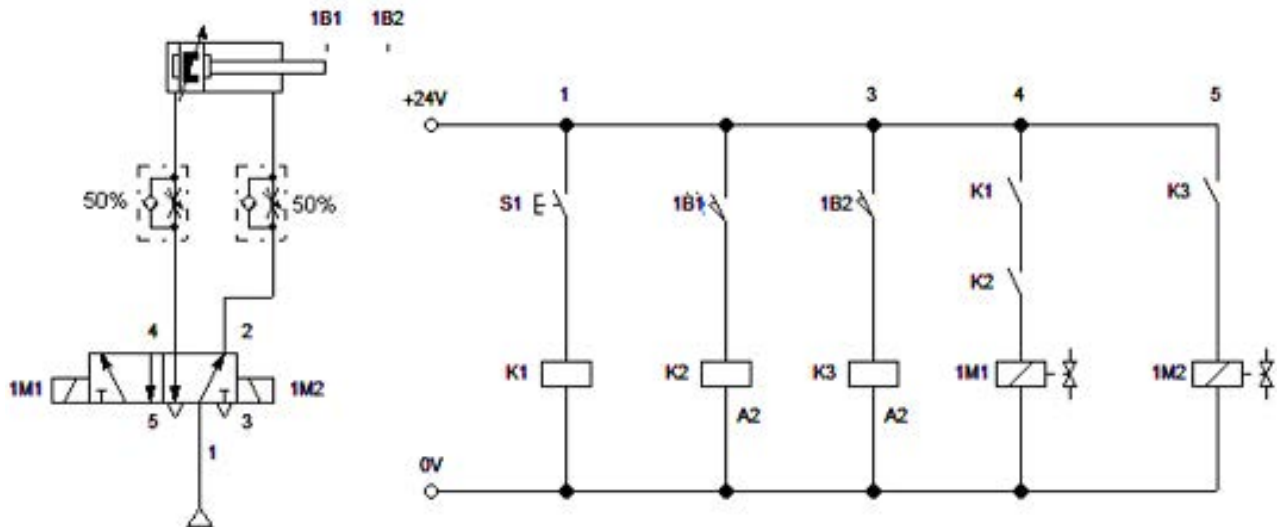 1B1 1B2
+24V 1 3 4 5
50% 50%
S1 1B1 1B2 K1 K3
K2
4 2
1M1 1M2
K1 K2 K3 1M1 1M2
5 3
A2 A2
1
0V